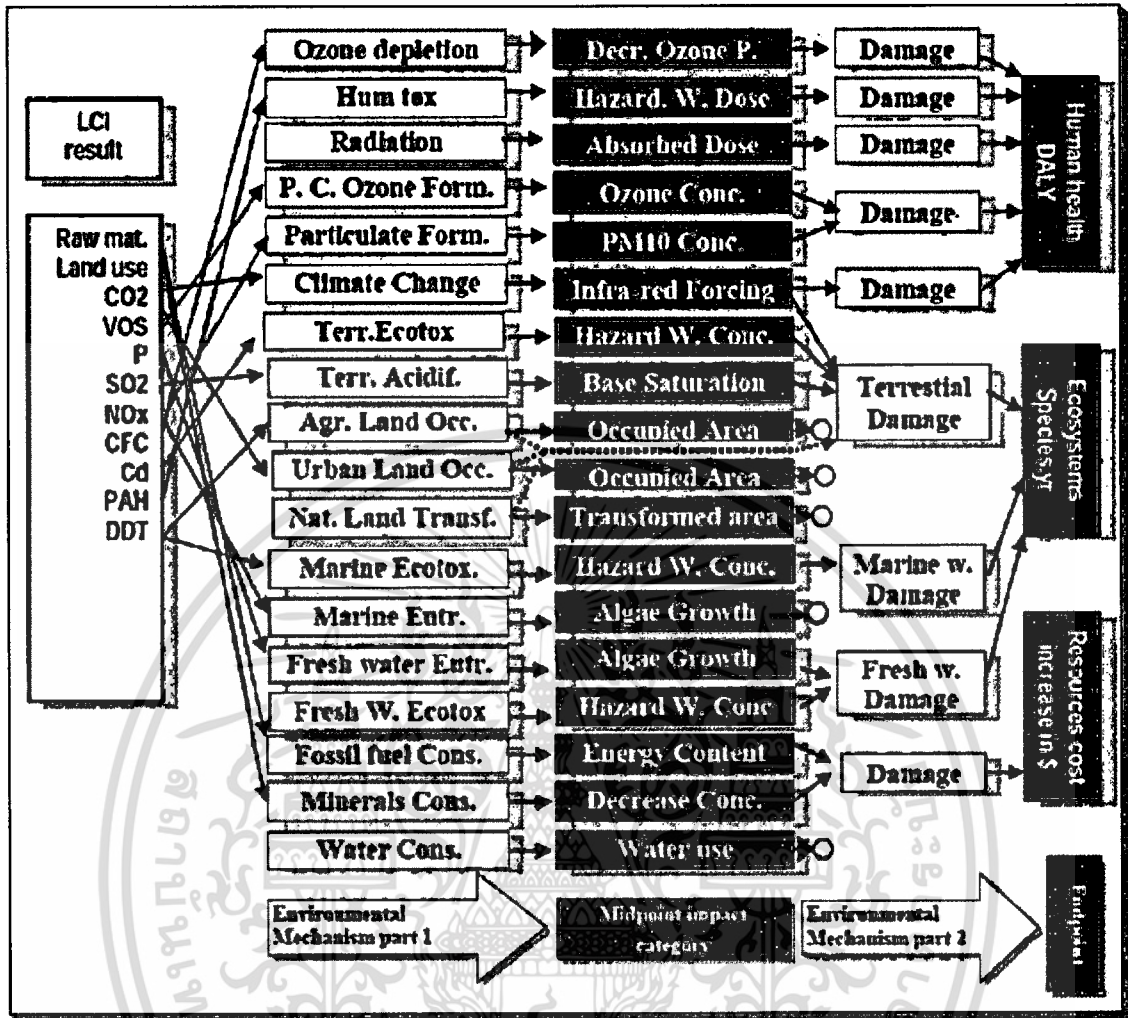 LCI
result
Raw mat.
Land use
CO2
VOS
P
SO2
NOx
CFC
Cd
PAH
DDT
Ozone depletion
Hum tox
Radiation
P. C. Ozone Form.
Particulate Form.
Climate Change
Terr.Ecotox
Terr. Acidif.
Agr. Land Occ.
Urban Land Occ.
Nat. Land Transf.
Marine Ecotox.
Marine Entr.
Fresh water Entr.
Fresh W. Ecotox
Fossil fuel Cons.
Minerals Cons.
Water Cons.
Decr. Ozone P.
Hazard. W. Dose
Absorbed Dose
Ozone Conc.
PM10 Conc.
Infra-red Forcing
Hazard W. Conc.
Base Saturation
Occupied Area
Occupied Area
Transformed area
Hazard W. Conc.
Algae Growth
Algae Growth
Hazard W. Conc
Energy Content
Decrease Conc.
Water use
Damage
Damage
Damage
Damage
Damage
Terrestial
Damage
Marine w.
Damage
Fresh w.
Damage
Damage
Human health
DALY
Ecosystems
Species.yr
Resources cost
increase in $
Environmental
Mechanism part 1
Midpoint impact
category
Environmental
Mechanism part 2
Endpoint